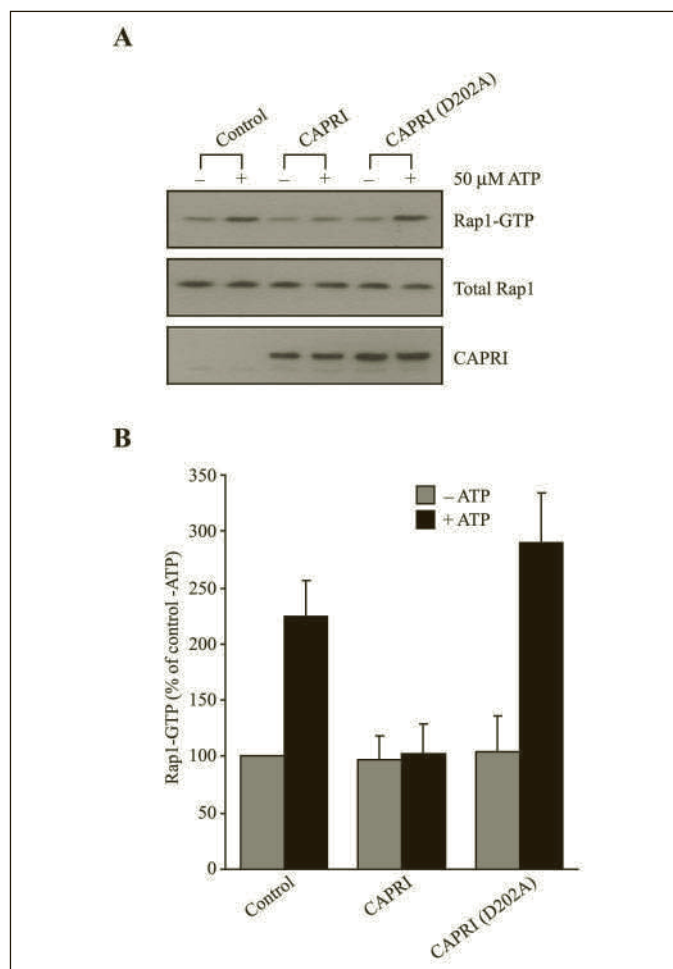 A
Control
CAPRI
CAPRI (D202A)
– + – + – + 50 µM ATP
Rap1-GTP
Total Rap1
CAPRI
B
350
300
250
200
150
100
50
0
Rap1-GTP (% of control -ATP)
– ATP
+ ATP
Control
CAPRI
CAPRI (D202A)